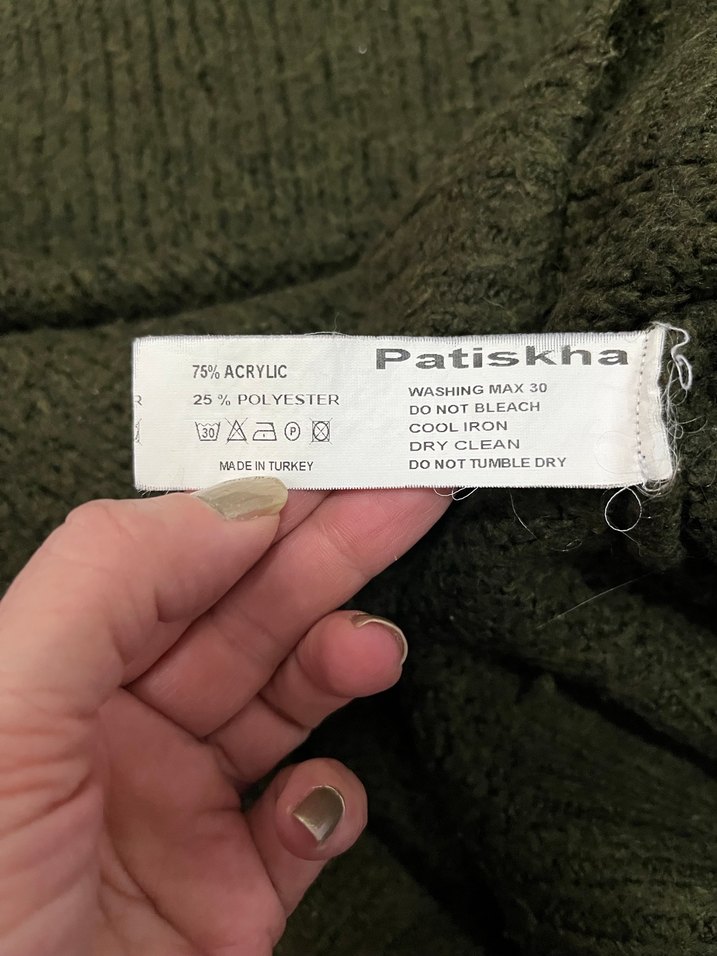 75% ACRYLIC
25 % POLYESTER
30
P
MADE IN TURKEY
Patiskha
WASHING MAX 30
DO NOT BLEACH
COOL IRON
DRY CLEAN
DO NOT TUMBLE DRY